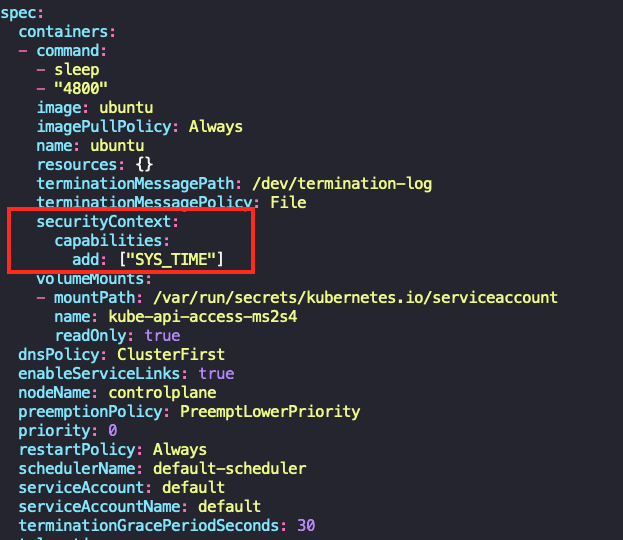 spec:
  containers:
  - command:
    - sleep
    - "4800"
    image: ubuntu
    imagePullPolicy: Always
    name: ubuntu
    resources: {}
    terminationMessagePath: /dev/termination-log
    terminationMessagePolicy: File
    securityContext:
      capabilities:
        add: ["SYS_TIME"]
    volumeMounts:
    - mountPath: /var/run/secrets/kubernetes.io/serviceaccount
      name: kube-api-access-ms2s4
      readOnly: true
  dnsPolicy: ClusterFirst
  enableServiceLinks: true
  nodeName: controlplane
  preemptionPolicy: PreemptLowerPriority
  priority: 0
  restartPolicy: Always
  schedulerName: default-scheduler
  serviceAccount: default
  serviceAccountName: default
  terminationGracePeriodSeconds: 30